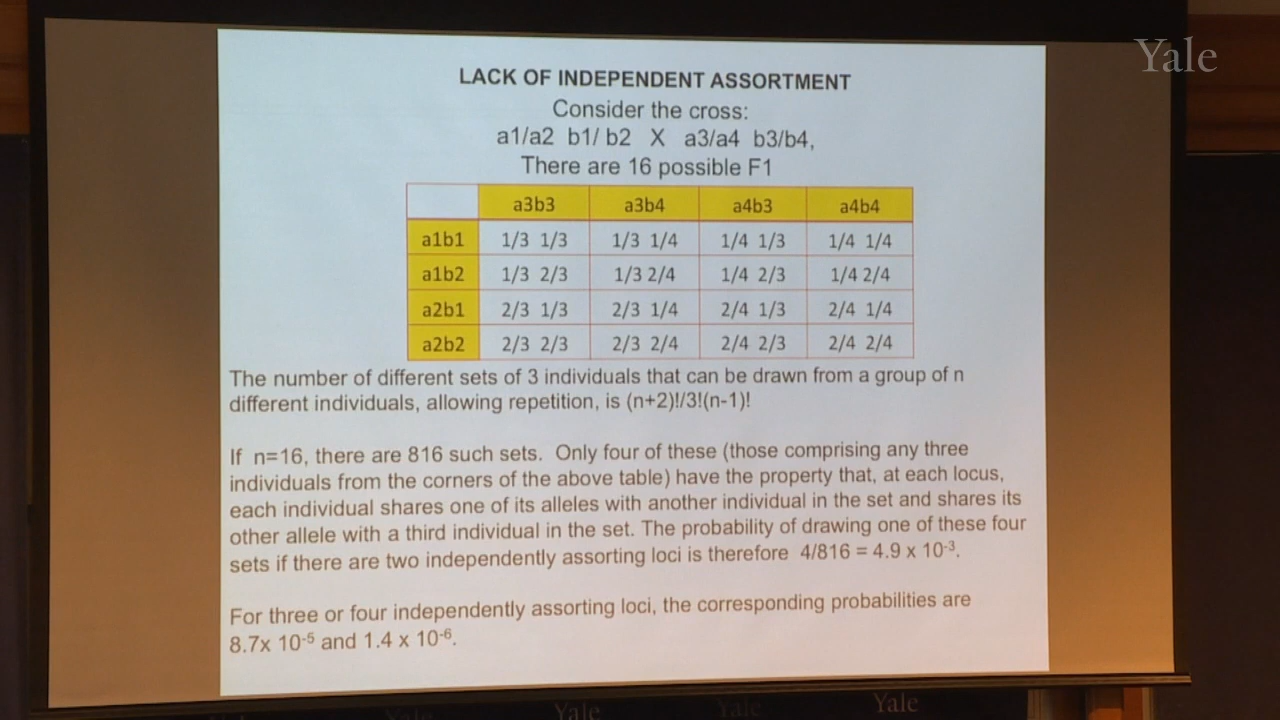 Yale
LACK OF INDEPENDENT ASSORTMENT
Consider the cross:
a1/a2 b1/ b2 X a3/a4 b3/b4,
There are 16 possible F1
a3b3 a3b4 a4b3 a4b4
a1b1 1/3 1/3 1/3 1/4 1/4 1/3 1/4 1/4
a1b2 1/3 2/3 1/3 2/4 1/4 2/3 1/4 2/4
a2b1 2/3 1/3 2/3 1/4 2/4 1/3 2/4 1/4
a2b2 2/3 2/3 2/3 2/4 2/4 2/3 2/4 2/4
The number of different sets of 3 individuals that can be drawn from a group of n
different individuals, allowing repetition, is (n+2)!/3!(n-1)!
If n=16, there are 816 such sets. Only four of these (those comprising any three
individuals from the corners of the above table) have the property that, at each locus,
each individual shares one of its alleles with another individual in the set and shares its
other allele with a third individual in the set. The probability of drawing one of these four
sets if there are two independently assorting loci is therefore 4/816 = 4.9 x 10⁻³.
For three or four independently assorting loci, the corresponding probabilities are
8.7x 10⁻⁵ and 1.4 x 10⁻⁶.
Yale Yale Yale